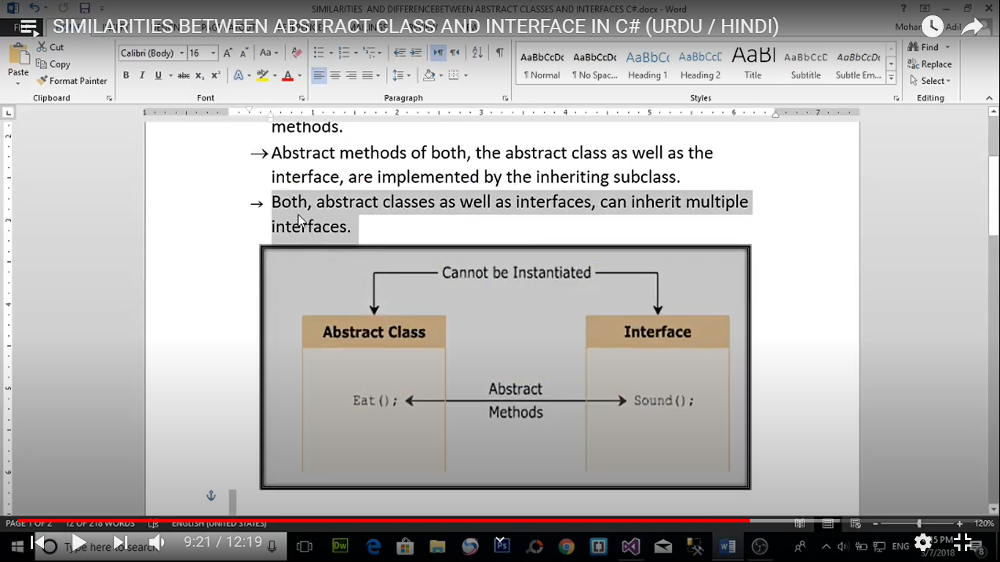 SIMILARITIES AND DIFFERENCEBETWEEN ABSTRACT CLASSES AND INTERFACES C#.docx - Word
SIMILARITIES BETWEEN ABSTRACT CLASS AND INTERFACE IN C# (URDU / HINDI)
Cut
Copy
Format Painter
Paste
Clipboard
Calibri (Body)
16
Font
Paragraph
AaBbCcDc
¶ Normal
AaBbCcDc
¶ No Spac...
AaBbCc
Heading 1
AaBbCcC
Heading 2
AaBl
Title
AaBbCcC
Subtitle
AaBbCcDc
Subtle Em...
Styles
Find
Replace
Select
Editing
methods.
→Abstract methods of both, the abstract class as well as the
interface, are implemented by the inheriting subclass.
→ Both, abstract classes as well as interfaces, can inherit multiple
interfaces.
Cannot be Instantiated
Abstract Class
Interface
Abstract
Methods
Eat();
Sound();
PAGE 1 OF 2
12 OF 218 WORDS
ENGLISH (UNITED STATES)
120%
Type here to search
9:21 / 12:19
Dw
Ps
ENG
5/7/2018